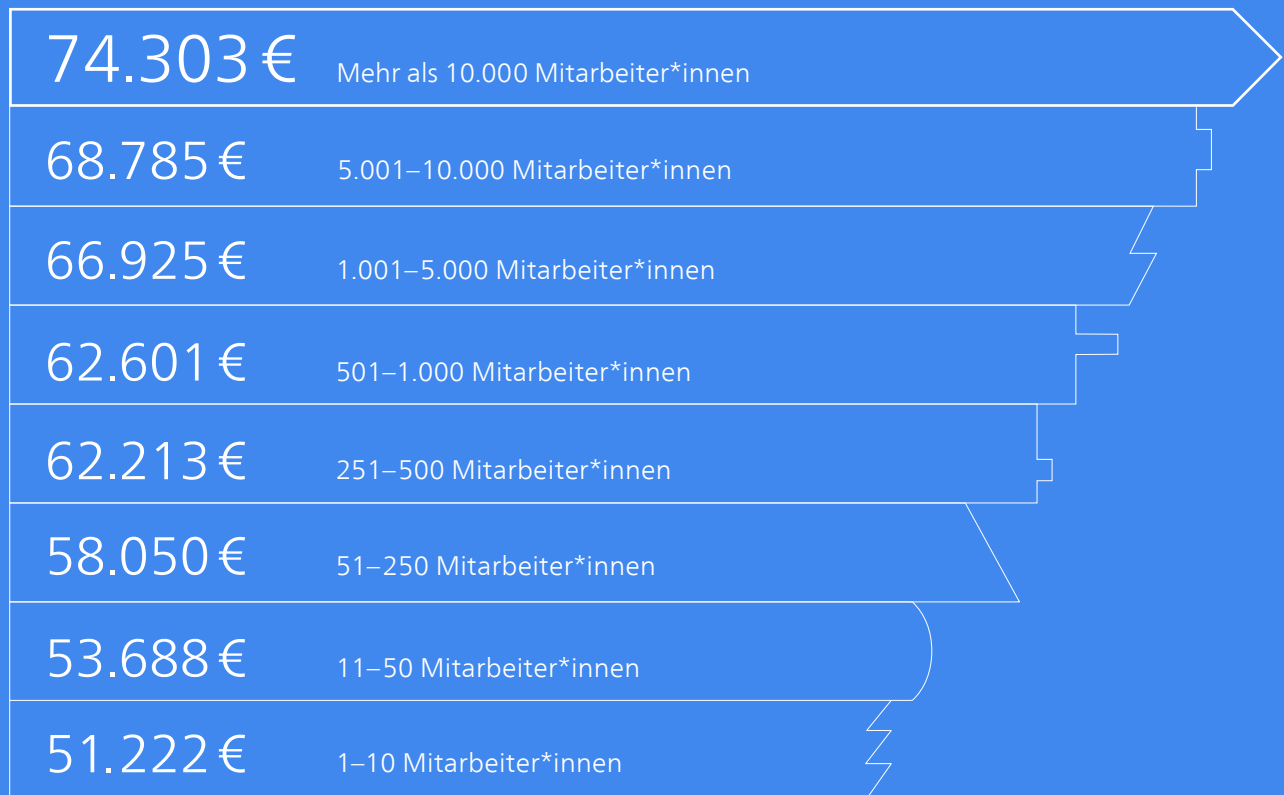 74.303 € Mehr als 10.000 Mitarbeiter*innen
68.785 € 5.001–10.000 Mitarbeiter*innen
66.925 € 1.001–5.000 Mitarbeiter*innen
62.601 € 501–1.000 Mitarbeiter*innen
62.213 € 251–500 Mitarbeiter*innen
58.050 € 51–250 Mitarbeiter*innen
53.688 € 11–50 Mitarbeiter*innen
51.222 € 1–10 Mitarbeiter*innen